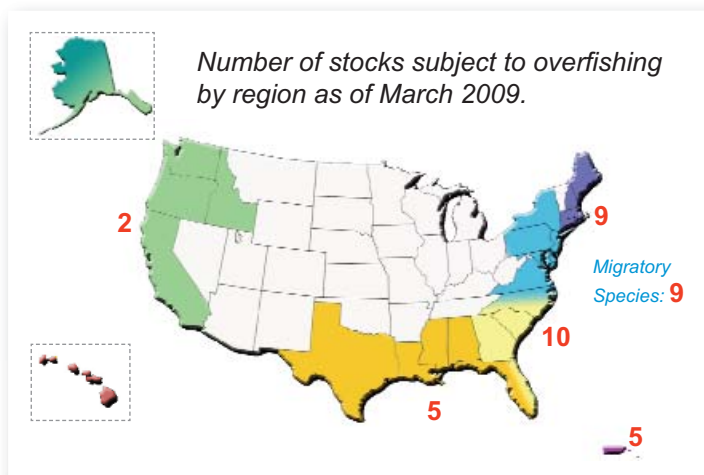 Number of stocks subject to overfishing
by region as of March 2009.
2
9
Migratory
Species: 9
10
5
5